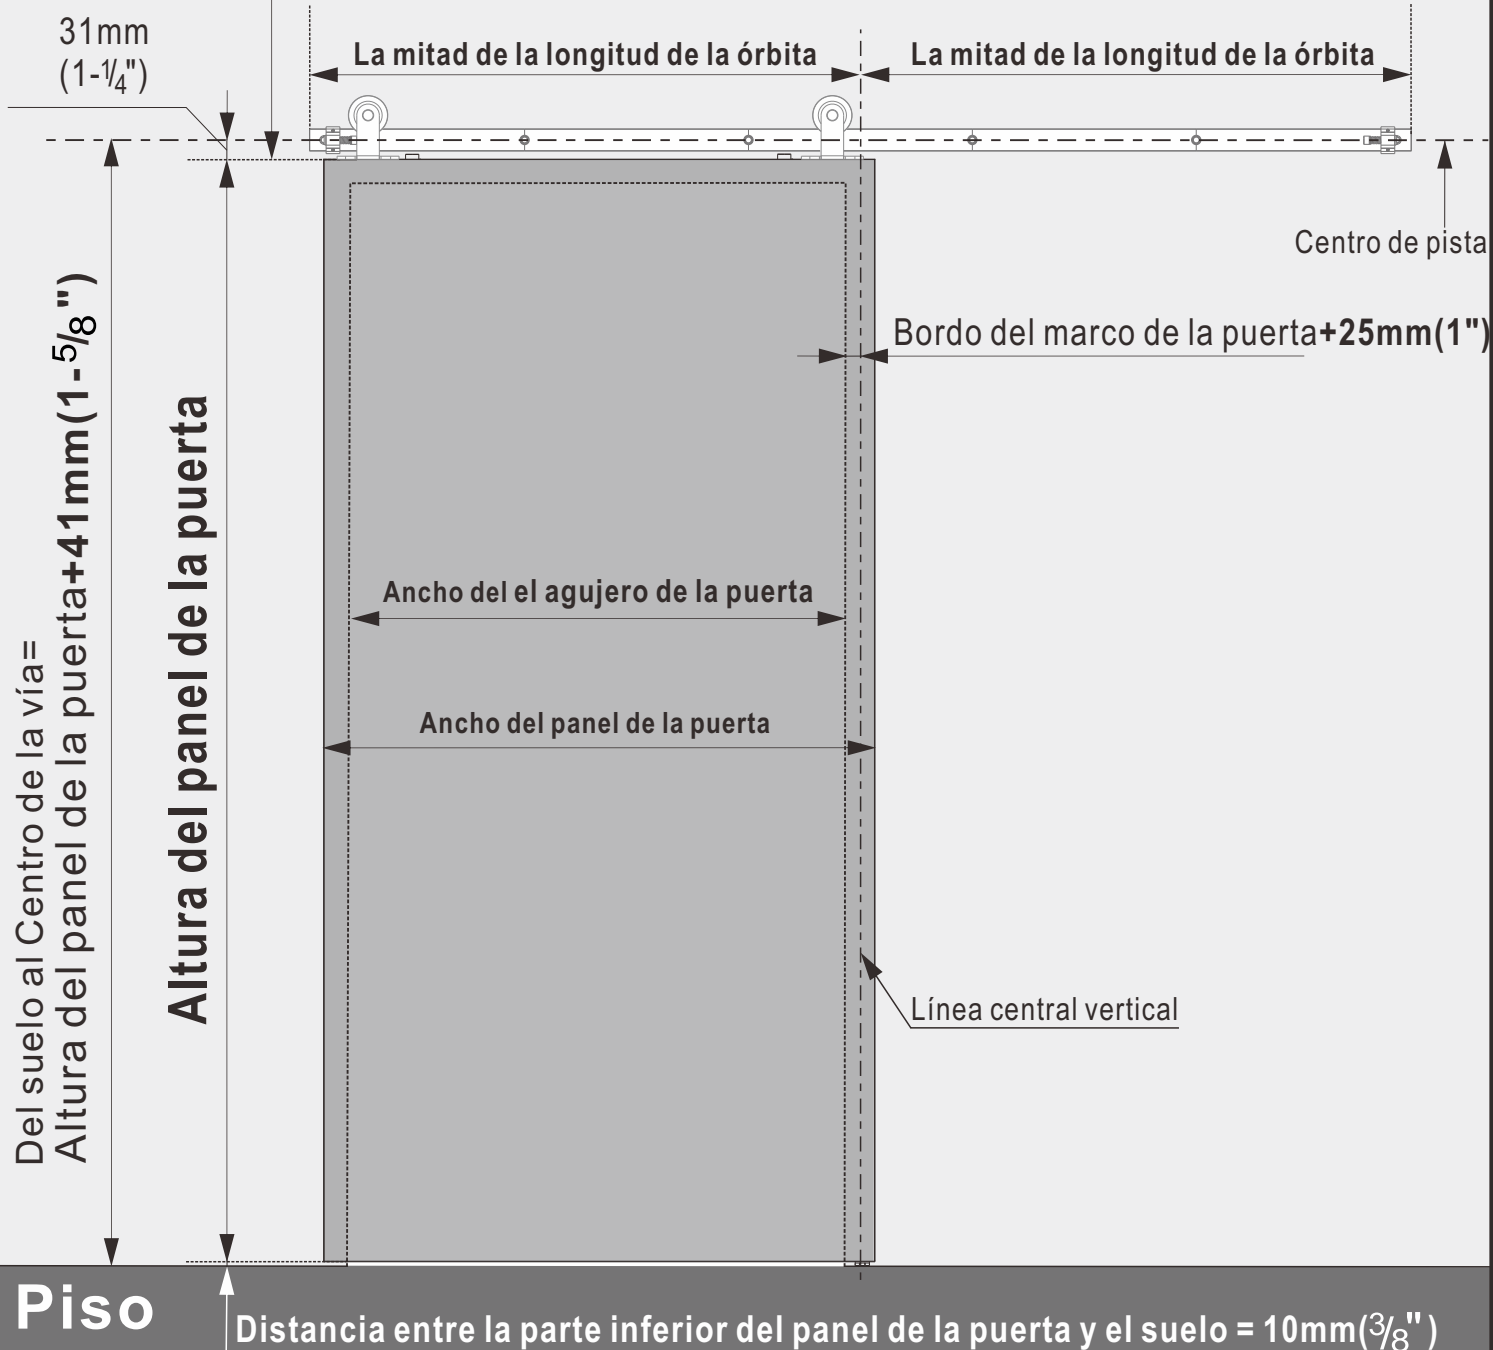 31mm
(1-1/4")
La mitad de la longitud de la órbita
La mitad de la longitud de la órbita
Centro de pista
Bordo del marco de la puerta+25mm(1")
Del suelo al Centro de la vía=
Altura del panel de la puerta+41mm(1-5/8")
Altura del panel de la puerta
Ancho del el agujero de la puerta
Ancho del panel de la puerta
Línea central vertical
Piso
Distancia entre la parte inferior del panel de la puerta y el suelo = 10mm(3/8")